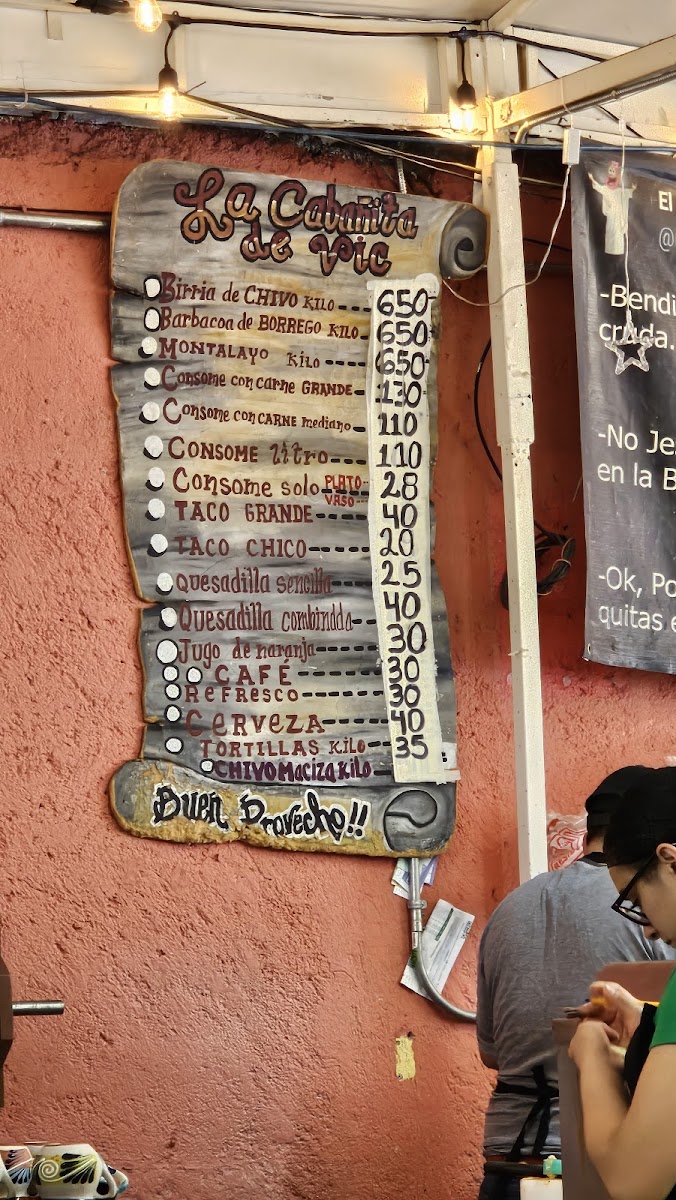 La Cabañita
de Vic
Birria de CHIVO KILO --- 650
Barbacoa de BORREGO KILO -- 650
MONTALAYO KILO ---- 650
Consome con carne GRANDE-- 130
Consome con CARNE mediano-- 110
CONSOME litro---- 110
Consome solo PLATO- 28
VASO--
TACO GRANDE----- 40
TACO CHICO------ 20
QUESADILLA sencilla---- 25
Quesadilla combindda-- 40
Jugo de naranja----- 30
CAFÉ------ 30
REFRESCO------ 30
CERVEZA----- 40
TORTILLAS KILO-- 35
CHIVO Maciza KILO--
Buen Provecho!!
El
@
-Bendi
cruda.
-No Je
en la B
-Ok, Po
quitas e